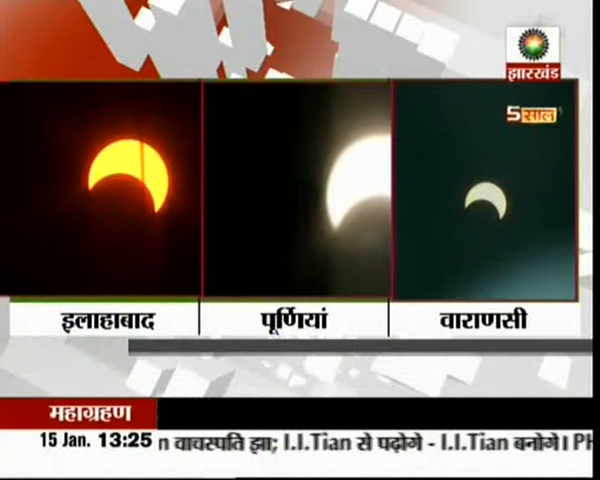 झारखंड
5 साल
इलाहाबाद
पूर्णियां
वाराणसी
महाग्रहण
15 Jan. 13:25
n वाचस्पति झा; I.I.Tian से पढ़ोगे - I.I.Tian बनोगे। PH